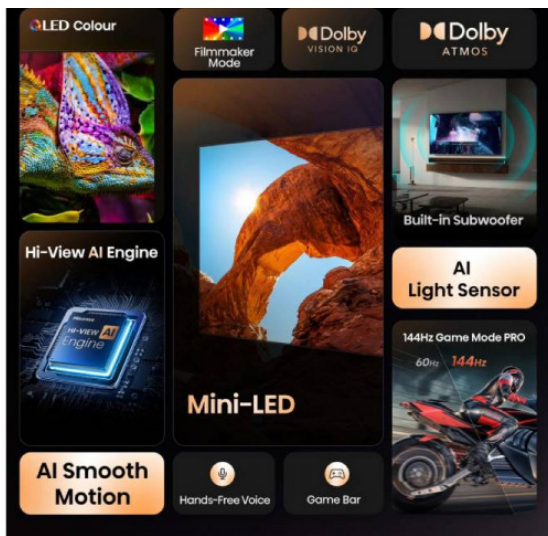 QLED Colour
Filmmaker
Mode
Dolby
VISION IQ
Dolby
ATMOS
Built-in Subwoofer
Hi-View AI Engine
Hisense
HI-VIEW AI
Engine
AI
Light Sensor
144Hz Game Mode PRO
60Hz 144Hz
Mini-LED
AI Smooth
Motion
Hands-Free Voice
Game Bar